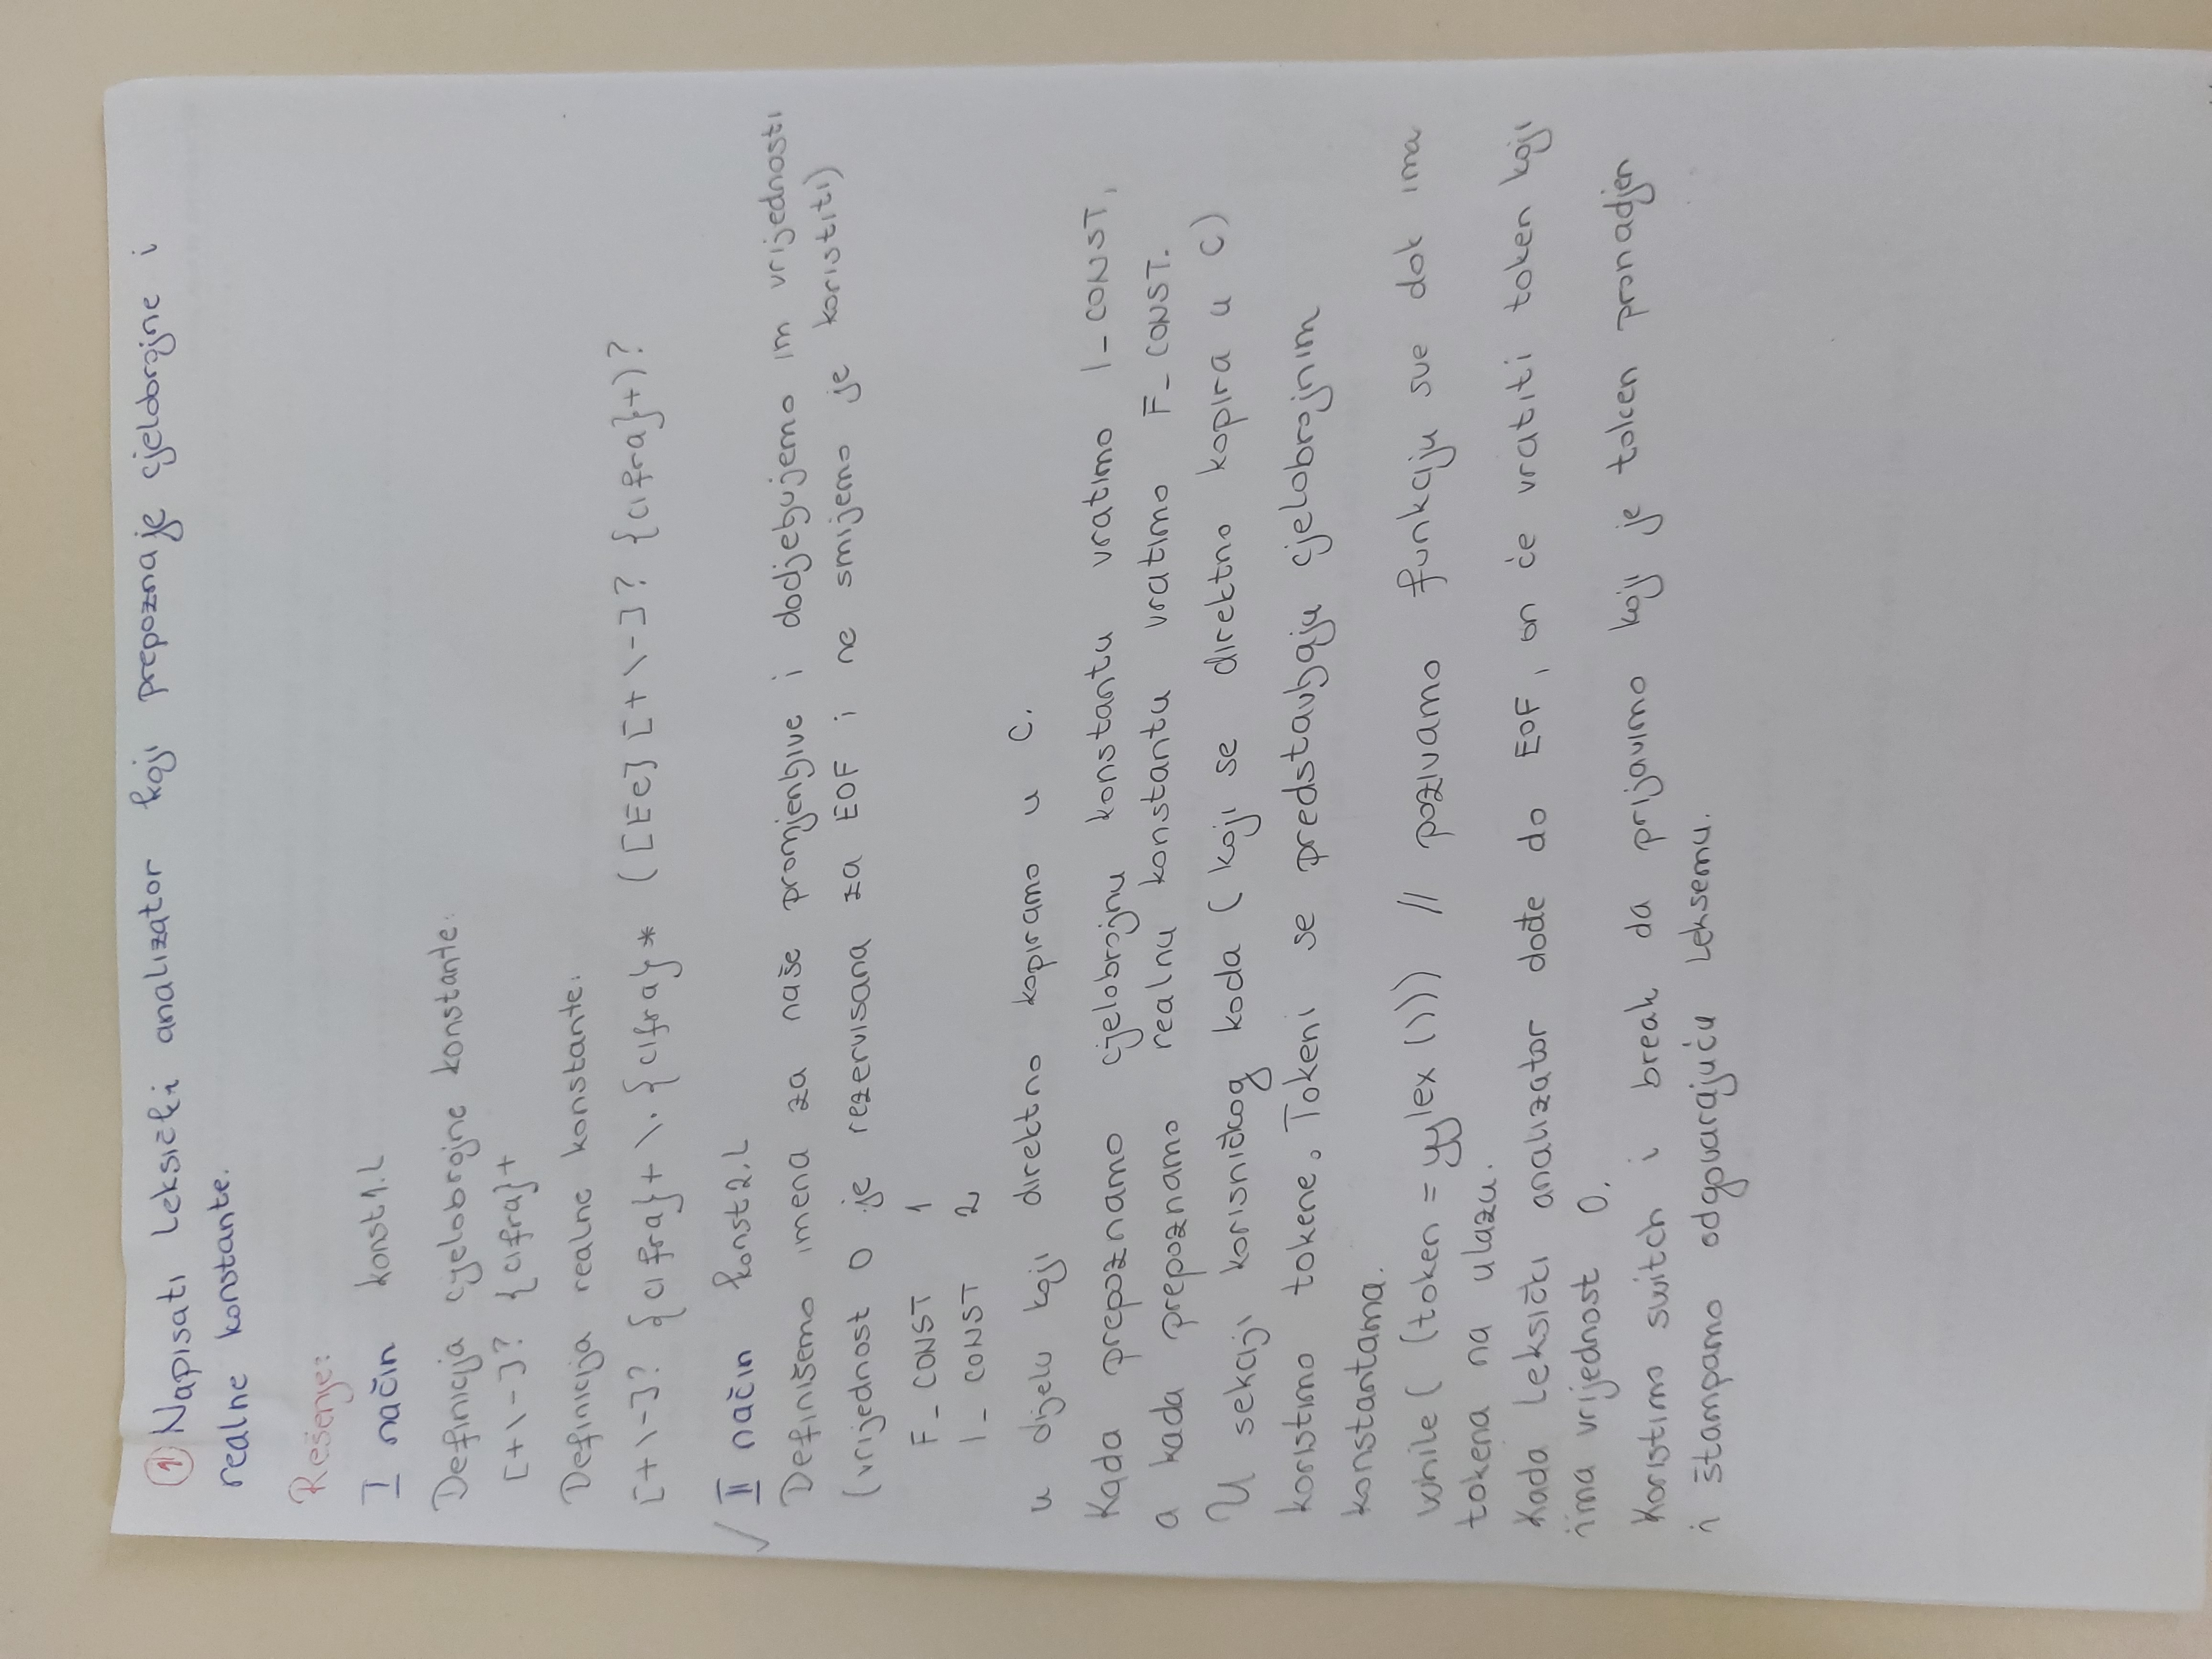 1 Napisati leksički analizator koji prepoznaje cjelobrojne i
realne konstante.
Rešenje:
I način konst1.l
Definicija cjelobrojne konstante:
[+\-]? {cifra}+
Definicija realne konstante:
[+\-]? {cifra}+ \. {cifra}* ([Ee] [+\-]? {cifra}+)?
✓ II način konst2.l
Definišemo imena za naše promjenljive i dodjeljujemo im vrijednosti
(vrijednost 0 je rezervisana za EOF i ne smijemo je koristiti)
F_CONST 1
I_CONST 2
u dijelu koji direktno kopiramo u C.
Kada prepoznamo cjelobrojnu konstantu vratimo I_CONST,
a kada prepoznamo realnu konstantu vratimo F_CONST.
U sekciji korisničkog koda (koji se direktno kopira u C)
koristimo tokene. Tokeni se predstavljaju cjelobrojnim
konstantama.
while( (token = yylex ())) // pozivamo funkciju sve dok ima
tokena na ulazu.
Kada leksički analizator dođe do EOF, on će vratiti token koji
ima vrijednost 0.
Koristimo switch i break da prijavimo koji je token pronadjen
i štampamo odgovarajuću leksemu.